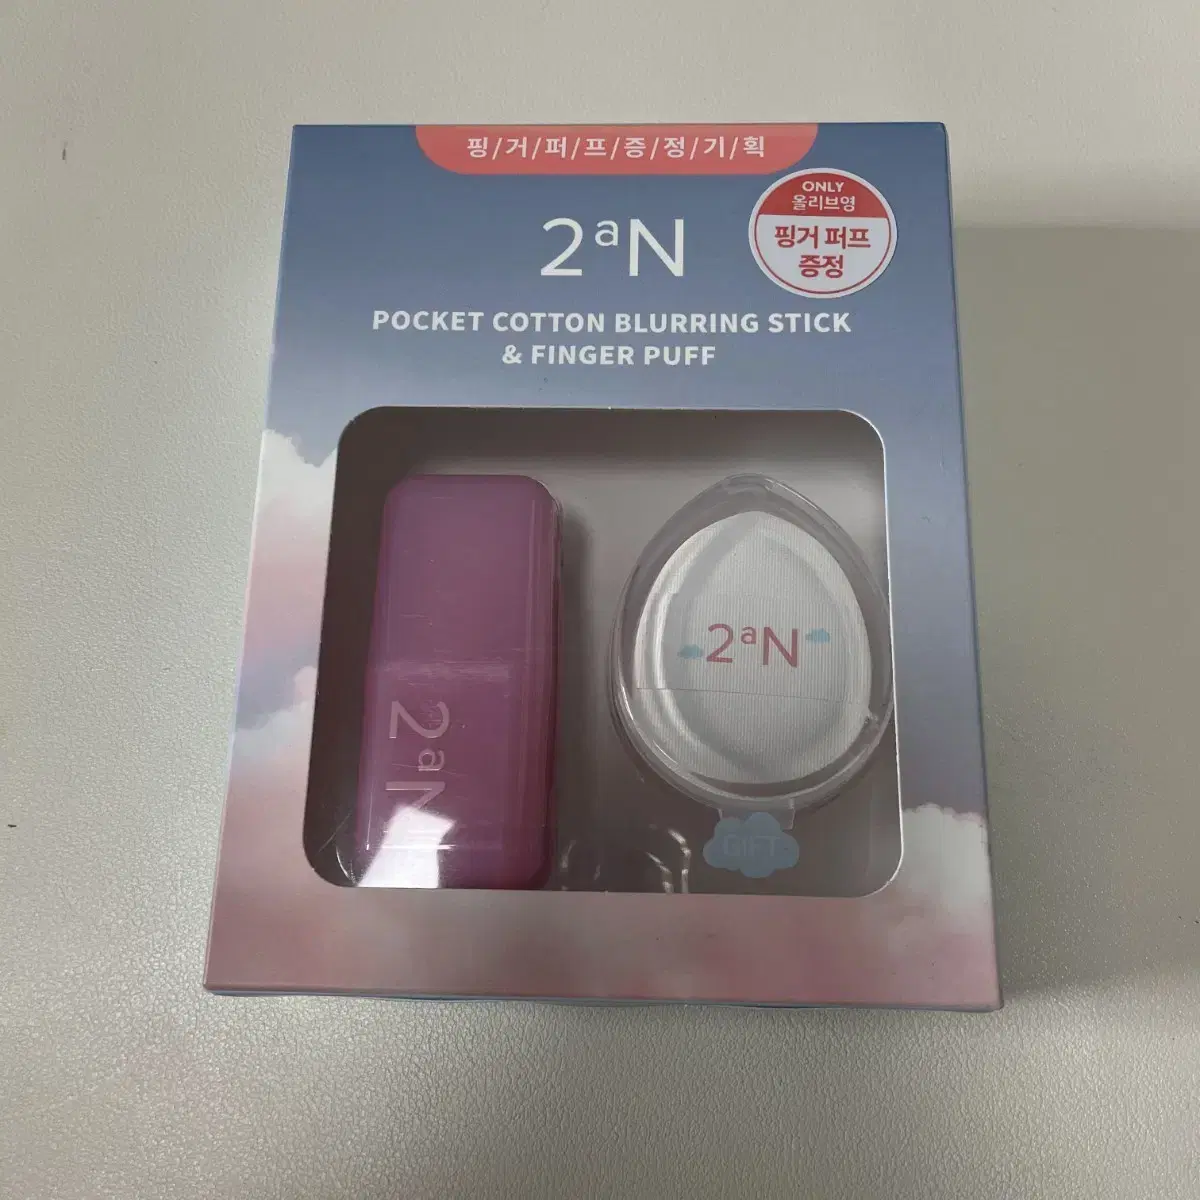 핑/거/퍼/프/증/정/기/획
ONLY
올리브영
핑거 퍼프
증정
2aN
POCKET COTTON BLURRING STICK
& FINGER PUFF
2aN
2aN
GIFT